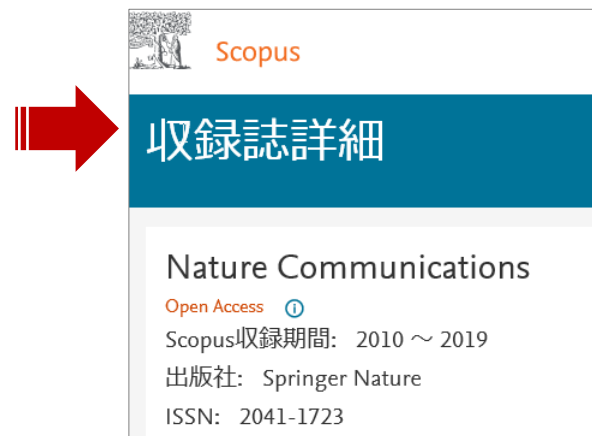 Scopus
収録誌詳細
Nature Communications
Open Access
Scopus収録期間: 2010 ～ 2019
出版社: Springer Nature
ISSN: 2041-1723